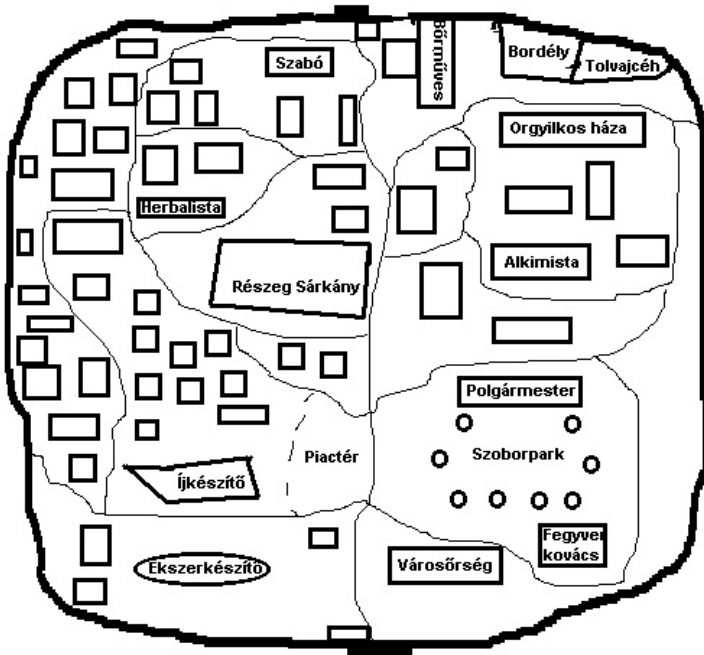 Szabó
Bőrműves
Bordély
Tolvajcéh
Orgyilkos háza
Herbalista
Részeg Sárkány
Alkimista
Polgármester
Piactér
Szoborpark
Íjkészítő
Fegyver
kovács
Ékszerkészítő
Városőrség